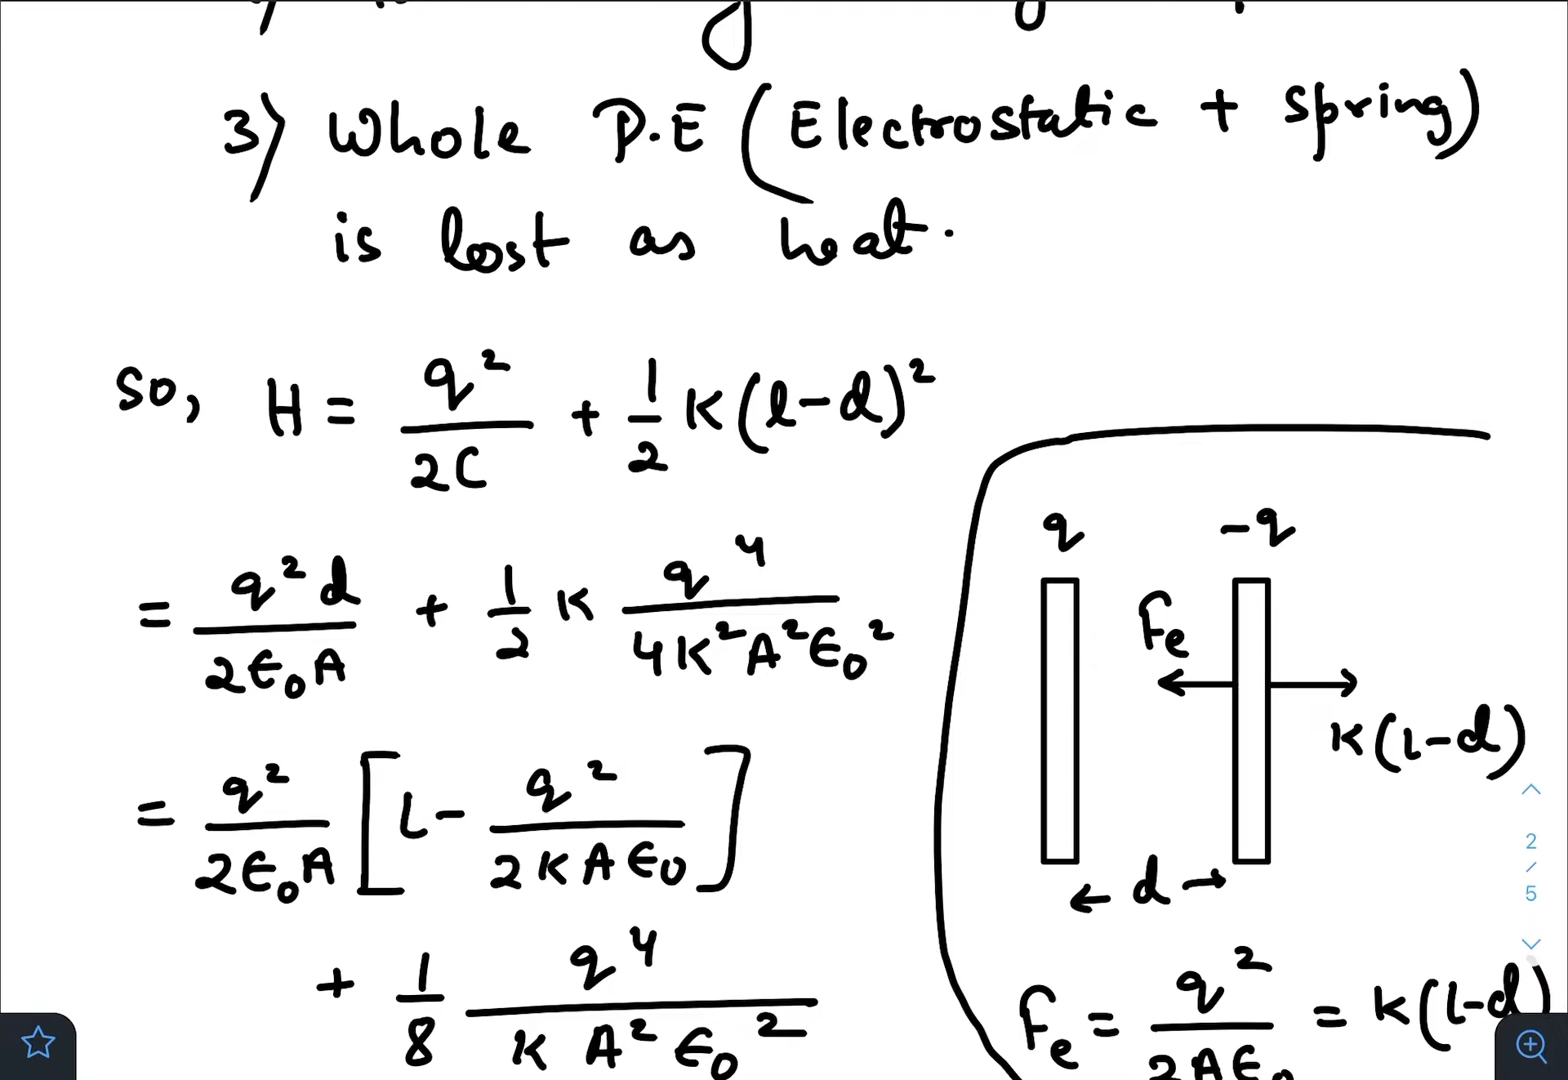 3) Whole P.E (Electrostatic + spring)
is lost as heat.
So, H = q²/2C + 1/2 K(l-d)²
= q²d/2ϵ₀A + 1/2 K q⁴/4K²A²ϵ₀²
= q²/2ϵ₀A [L - q²/2KAϵ₀]
+ 1/8 q⁴/KA²ϵ₀²
q -q
Fe
K(L-d)
← d →
Fe = q²/2Aϵ₀ = K(L-d)
2
/
5